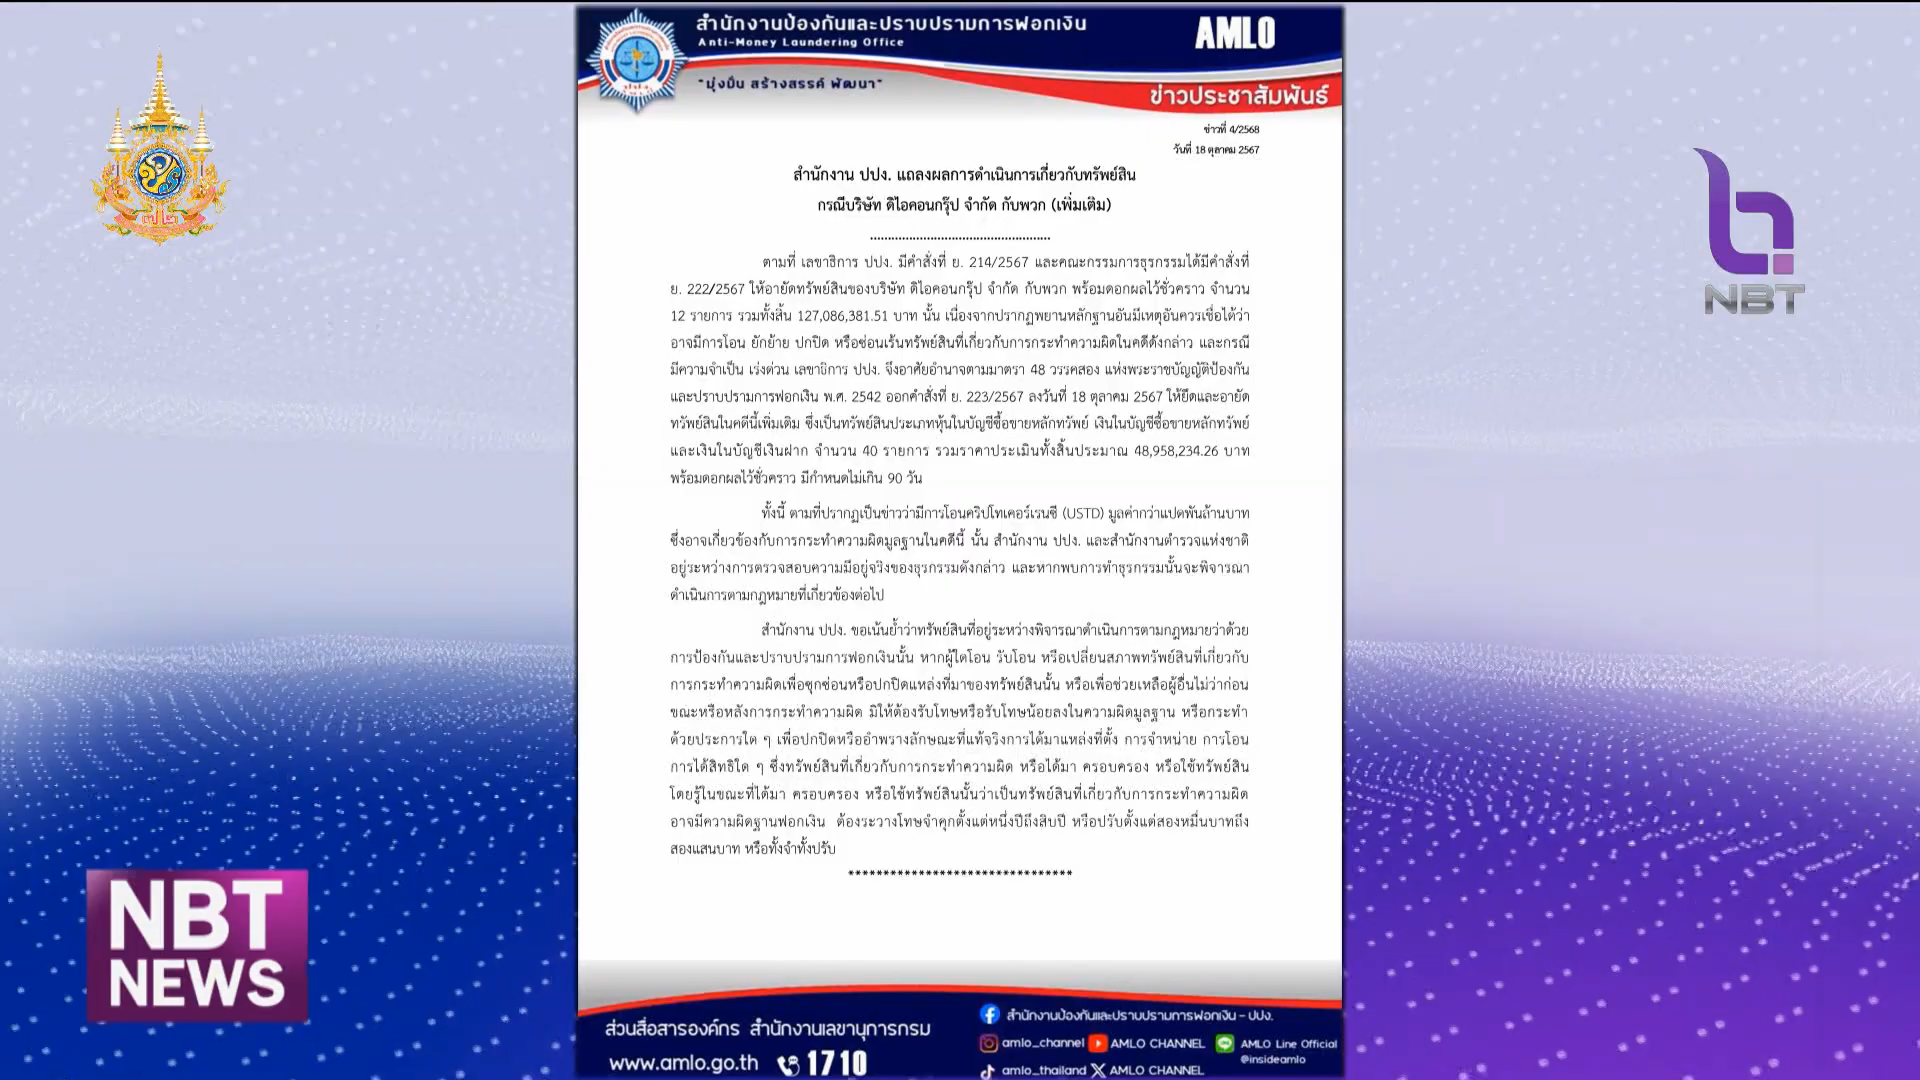 สำนักงานป้องกันและปราบปรามการฟอกเงิน
Anti-Money Laundering Office
AMLO
"มุ่งมั่น สร้างสรรค์ พัฒนา"
ข่าวประชาสัมพันธ์
ข่าวที่ 4/2568
วันที่ 18 ตุลาคม 2567
สำนักงาน ปปง. แถลงผลการดำเนินการเกี่ยวกับทรัพย์สิน
กรณีบริษัท ดิไอคอนกรุ๊ป จำกัด กับพวก (เพิ่มเติม)
ตามที่ เลขาธิการ ปปง. มีคำสั่งที่ ย. 214/2567 และคณะกรรมการธุรกรรมได้มีคำสั่งที่
ย. 222/2567 ให้อายัดทรัพย์สินของบริษัท ดิไอคอนกรุ๊ป จำกัด กับพวก พร้อมดอกผลไว้ชั่วคราว จำนวน
12 รายการ รวมทั้งสิ้น 127,086,381.51 บาท นั้น เนื่องจากปรากฏพยานหลักฐานอันมีเหตุอันควรเชื่อได้ว่า
อาจมีการโอน ยักย้าย ปกปิด หรือซ่อนเร้นทรัพย์สินที่เกี่ยวกับการกระทำความผิดในคดีดังกล่าว และกรณี
มีความจำเป็น เร่งด่วน เลขาธิการ ปปง. จึงอาศัยอำนาจตามมาตรา 48 วรรคสอง แห่งพระราชบัญญัติป้องกัน
และปราบปรามการฟอกเงิน พ.ศ. 2542 ออกคำสั่งที่ ย. 223/2567 ลงวันที่ 18 ตุลาคม 2567 ให้ยึดและอายัด
ทรัพย์สินในคดีนี้เพิ่มเติม ซึ่งเป็นทรัพย์สินประเภทหุ้นในบัญชีซื้อขายหลักทรัพย์ เงินในบัญชีซื้อขายหลักทรัพย์
และเงินในบัญชีเงินฝาก จำนวน 40 รายการ รวมราคาประเมินทั้งสิ้นประมาณ 48,958,234.26 บาท
พร้อมดอกผลไว้ชั่วคราว มีกำหนดไม่เกิน 90 วัน
ทั้งนี้ ตามที่ปรากฏเป็นข่าวว่ามีการโอนคริปโทเคอร์เรนซี (USTD) มูลค่ากว่าแปดพันล้านบาท
ซึ่งอาจเกี่ยวข้องกับการกระทำความผิดมูลฐานในคดีนี้ นั้น สำนักงาน ปปง. และสำนักงานตำรวจแห่งชาติ
อยู่ระหว่างการตรวจสอบความมีอยู่จริงของธุรกรรมดังกล่าว และหากพบการทำธุรกรรมนั้นจะพิจารณา
ดำเนินการตามกฎหมายที่เกี่ยวข้องต่อไป
สำนักงาน ปปง. ขอเน้นย้ำว่าทรัพย์สินที่อยู่ระหว่างพิจารณาดำเนินการตามกฎหมายว่าด้วย
การป้องกันและปราบปรามการฟอกเงินนั้น หากผู้ใดโอน รับโอน หรือเปลี่ยนสภาพทรัพย์สินที่เกี่ยวกับ
การกระทำความผิดเพื่อซุกซ่อนหรือปกปิดแหล่งที่มาของทรัพย์สินนั้น หรือเพื่อช่วยเหลือผู้อื่นไม่ว่าก่อน
ขณะหรือหลังการกระทำความผิด มิให้ต้องรับโทษหรือรับโทษน้อยลงในความผิดมูลฐาน หรือกระทำ
ด้วยประการใด ๆ เพื่อปกปิดหรืออำพรางลักษณะที่แท้จริงการได้มาแหล่งที่ตั้ง การจำหน่าย การโอน
การได้สิทธิใด ๆ ซึ่งทรัพย์สินที่เกี่ยวกับการกระทำความผิด หรือได้มา ครอบครอง หรือใช้ทรัพย์สิน
โดยรู้ในขณะที่ได้มา ครอบครอง หรือใช้ทรัพย์สินนั้นว่าเป็นทรัพย์สินที่เกี่ยวกับการกระทำความผิด
อาจมีความผิดฐานฟอกเงิน ต้องระวางโทษจำคุกตั้งแต่หนึ่งปีถึงสิบปี หรือปรับตั้งแต่สองหมื่นบาทถึง
สองแสนบาท หรือทั้งจำทั้งปรับ
*********************************
ส่วนสื่อสารองค์กร สำนักงานเลขานุการกรม
www.amlo.go.th 1710
สำนักงานป้องกันและปราบปรามการฟอกเงิน - ปปง.
amlo_channel AMLO CHANNEL AMLO Line Official
@insideamlo
amlo_thailand AMLO CHANNEL
NBT
NBT
NEWS